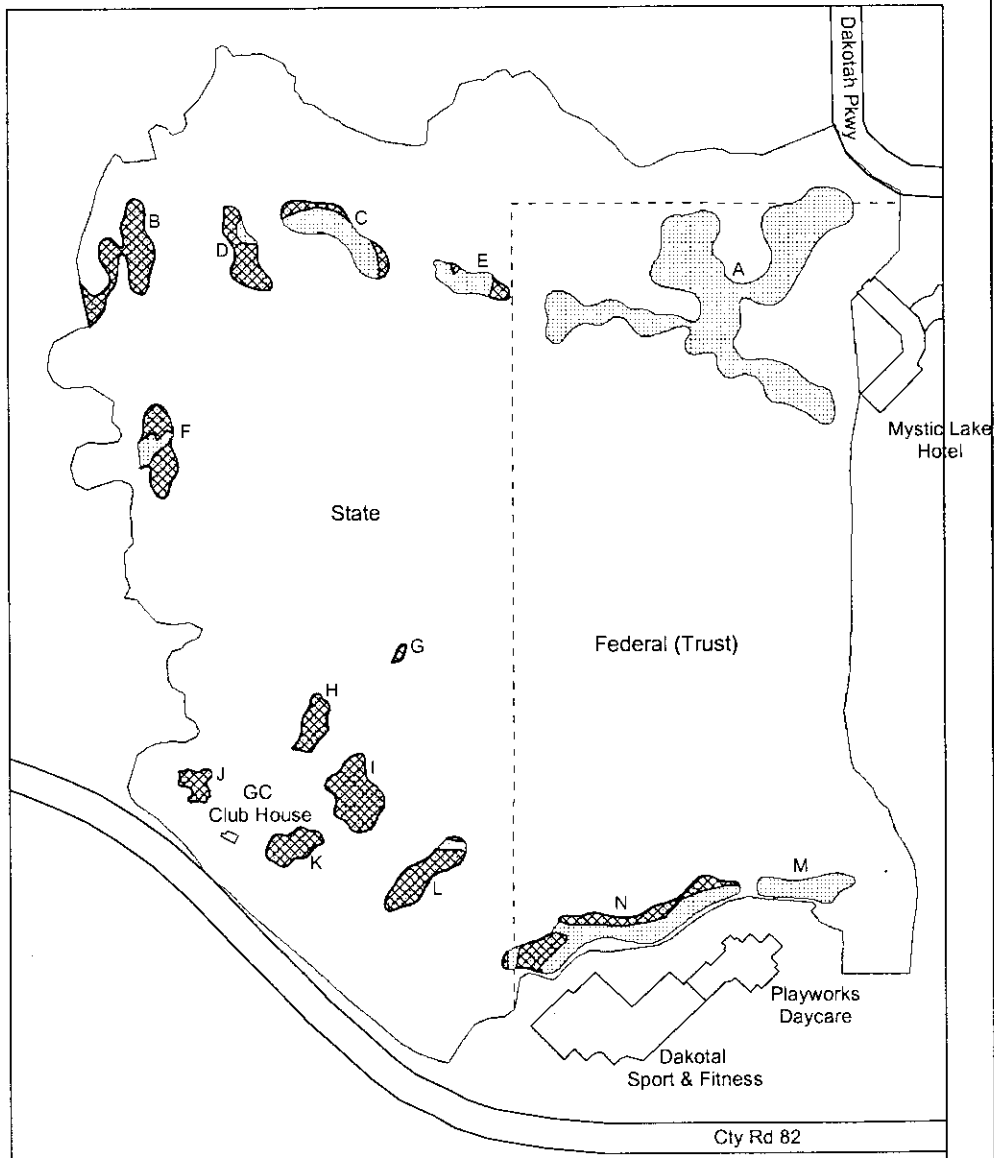 Dakotah Pkwy
B
C
D
E
A
Mystic Lake
Hotel
F
State
Federal (Trust)
G
H
J
I
GC
Club House
K
L
M
N
Playworks
Daycare
Dakotal
Sport & Fitness
Cty Rd 82